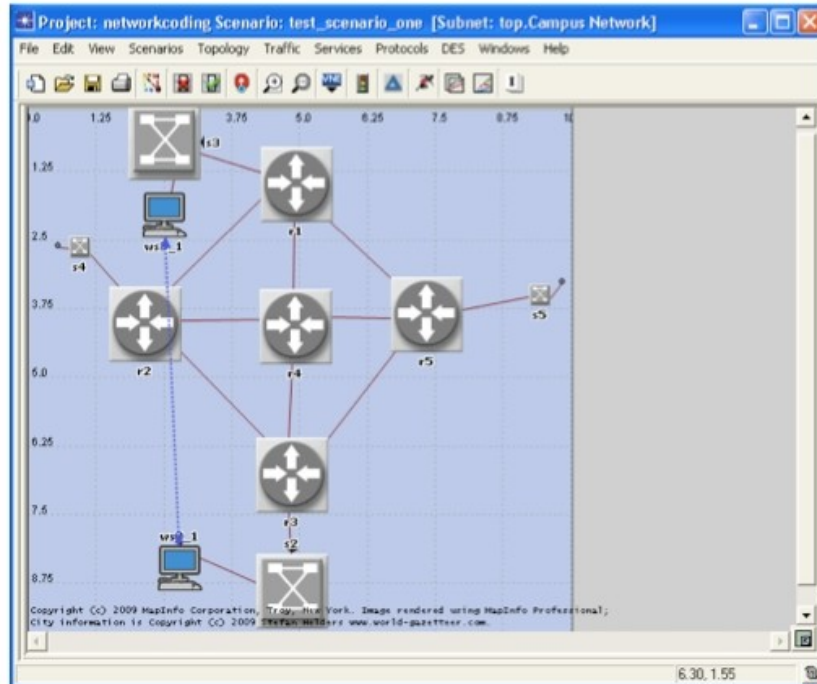 Project: networkcoding Scenario: test_scenario_one [Subnet: top.Campus Network]
File Edit View Scenarios Topology Traffic Services Protocols DES Windows Help
1.25 3.75 5.0 6.25 7.5 8.75
s3
1.25
r1
2.5
s4
3.75
s5
r2
r4
r5
5.0
6.25
7.5
r3
s2
8.75
Copyright (c) 2009 MapInfo Corporation, Troy, New York. Image rendered using MapInfo Professional;
City information is Copyright (c) 2009 Stefan Helders www.world-gazetteer.com.
6.30, 1.55